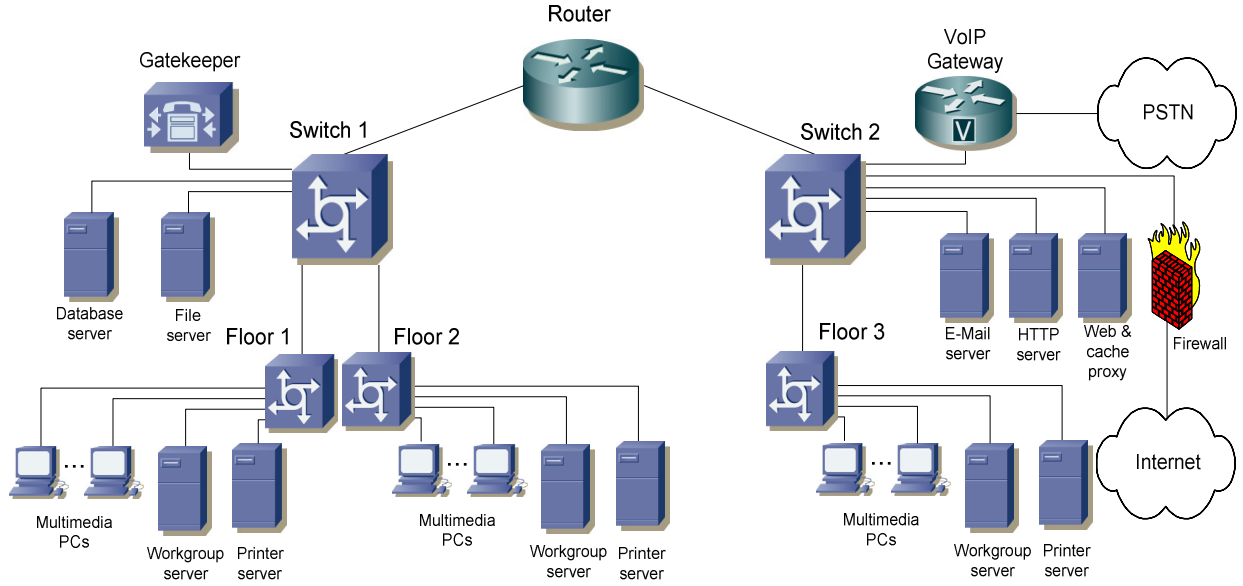 Router
VoIP
Gateway
Gatekeeper
PSTN
Switch 1
Switch 2
V
Database
server
File
server
E-Mail
server
HTTP
server
Web &
cache
proxy
Firewall
Floor 1
Floor 2
Floor 3
...
...
...
Internet
Multimedia
PCs
Workgroup
server
Printer
server
Multimedia
PCs
Workgroup
server
Printer
server
Multimedia
PCs
Workgroup
server
Printer
server